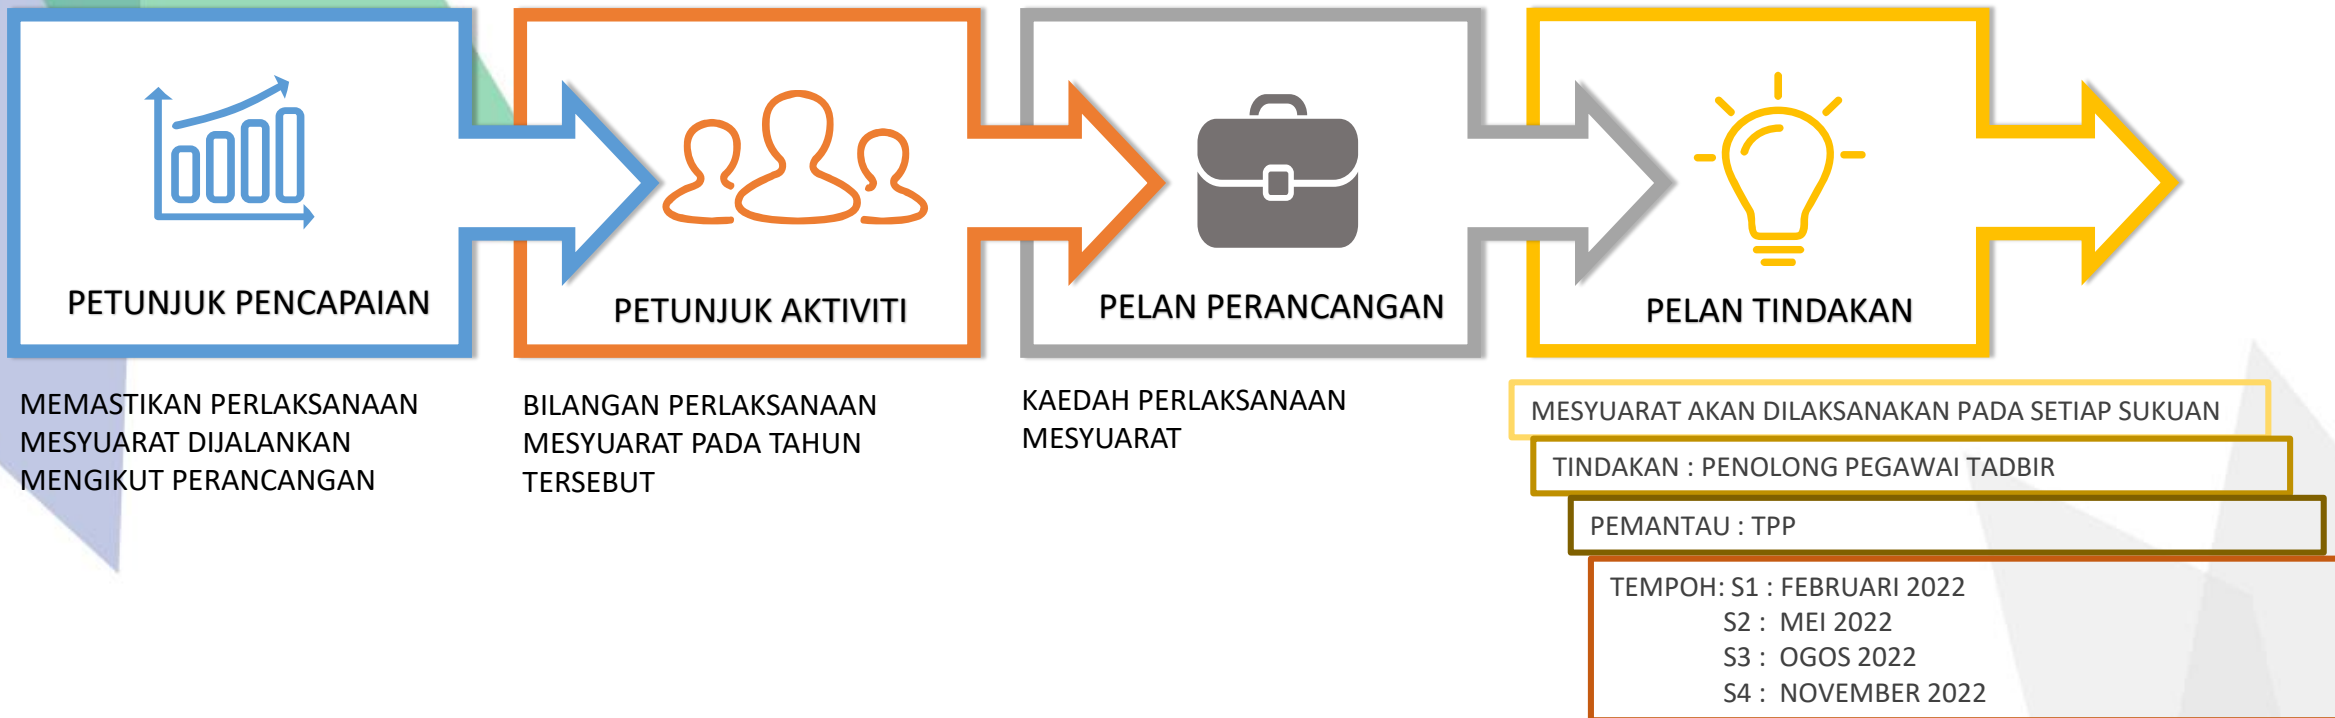 PETUNJUK PENCAPAIAN
MEMASTIKAN PERLAKSANAAN
MESYUARAT DIJALANKAN
MENGIKUT PERANCANGAN
PETUNJUK AKTIVITI
BILANGAN PERLAKSANAAN
MESYUARAT PADA TAHUN
TERSEBUT
PELAN PERANCANGAN
KAEDAH PERLAKSANAAN
MESYUARAT
PELAN TINDAKAN
MESYUARAT AKAN DILAKSANAKAN PADA SETIAP SUKUAN
TINDAKAN : PENOLONG PEGAWAI TADBIR
PEMANTAU : TPP
TEMPOH: S1 : FEBRUARI 2022
S2 : MEI 2022
S3 : OGOS 2022
S4 : NOVEMBER 2022